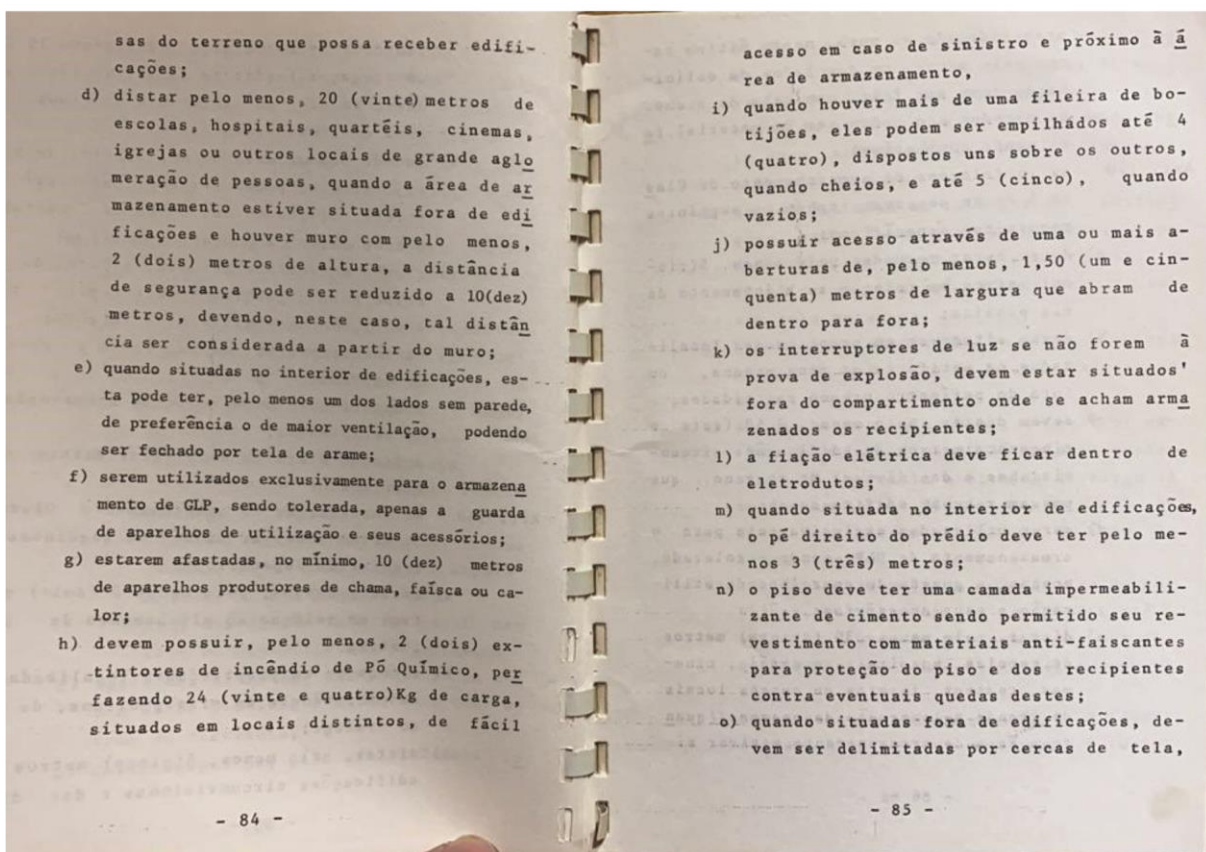 sas do terreno que possa receber edifi-
cações;
d) distar pelo menos, 20 (vinte) metros de
escolas, hospitais, quartéis, cinemas,
igrejas ou outros locais de grande aglo
meração de pessoas, quando a área de ar
mazenamento estiver situada fora de edi
ficações e houver muro com pelo menos,
2 (dois) metros de altura, a distância
de segurança pode ser reduzido a 10(dez)
metros, devendo, neste caso, tal distân
cia ser considerada a partir do muro;
e) quando situadas no interior de edificações, es-
ta pode ter, pelo menos um dos lados sem parede,
de preferência o de maior ventilação, podendo
ser fechado por tela de arame;
f) serem utilizados exclusivamente para o armazena
mento de GLP, sendo tolerada, apenas a guarda
de aparelhos de utilização e seus acessórios;
g) estarem afastadas, no mínimo, 10 (dez) metros
de aparelhos produtores de chama, faísca ou ca-
lor;
h) devem possuir, pelo menos, 2 (dois) ex-
tintores de incêndio de Pó Químico, per
fazendo 24 (vinte e quatro)Kg de carga,
situados em locais distintos, de fácil
- 84 -
acesso em caso de sinistro e próximo à á
rea de armazenamento,
i) quando houver mais de uma fileira de bo-
tijões, eles podem ser empilhados até 4
(quatro), dispostos uns sobre os outros,
quando cheios, e até 5 (cinco), quando
vazios;
j) possuir acesso através de uma ou mais a-
berturas de, pelo menos, 1,50 (um e cin-
quenta) metros de largura que abram de
dentro para fora;
k) os interruptores de luz se não forem à
prova de explosão, devem estar situados'
fora do compartimento onde se acham arma
zenados os recipientes;
l) a fiação elétrica deve ficar dentro de
eletrodutos;
m) quando situada no interior de edificações,
o pé direito do prédio deve ter pelo me-
nos 3 (três) metros;
n) o piso deve ter uma camada impermeabili-
zante de cimento sendo permitido seu re-
vestimento com materiais anti-faiscantes
para proteção do piso e dos recipientes
contra eventuais quedas destes;
o) quando situadas fora de edificações, de-
vem ser delimitadas por cercas de tela,
- 85 -